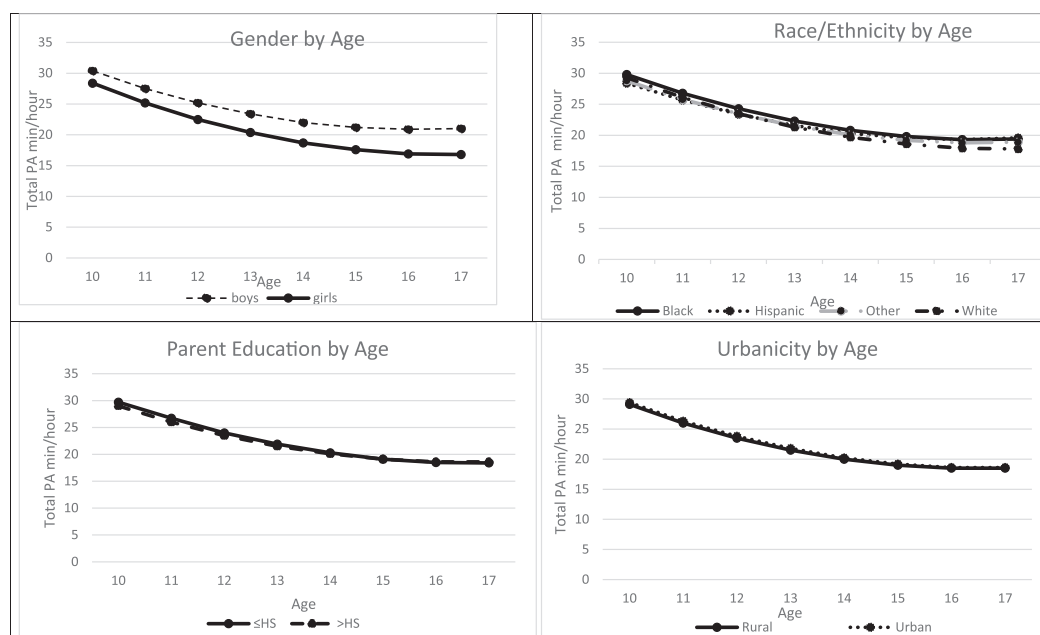 Gender by Age
Total PA min/hour
35
30
25
20
15
10
5
0
10 11 12 13 14 15 16 17
Age
boys girls
Race/Ethnicity by Age
Total PA min/hour
35
30
25
20
15
10
5
0
10 11 12 13 14 15 16 17
Age
Black Hispanic Other White
Parent Education by Age
Total PA min/hour
35
30
25
20
15
10
5
0
10 11 12 13 14 15 16 17
Age
≤HS >HS
Urbanicity by Age
Total PA min/hour
35
30
25
20
15
10
5
0
10 11 12 13 14 15 16 17
Age
Rural Urban